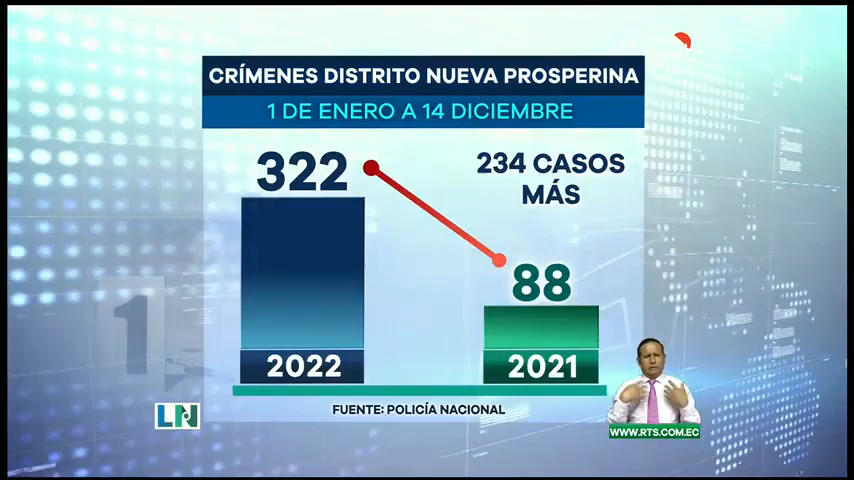 CRÍMENES DISTRITO NUEVA PROSPERINA
1 DE ENERO A 14 DICIEMBRE
322
234 CASOS
MÁS
88
2022
2021
1
FUENTE: POLICÍA NACIONAL
LN
WWW.RTS.COM.EC